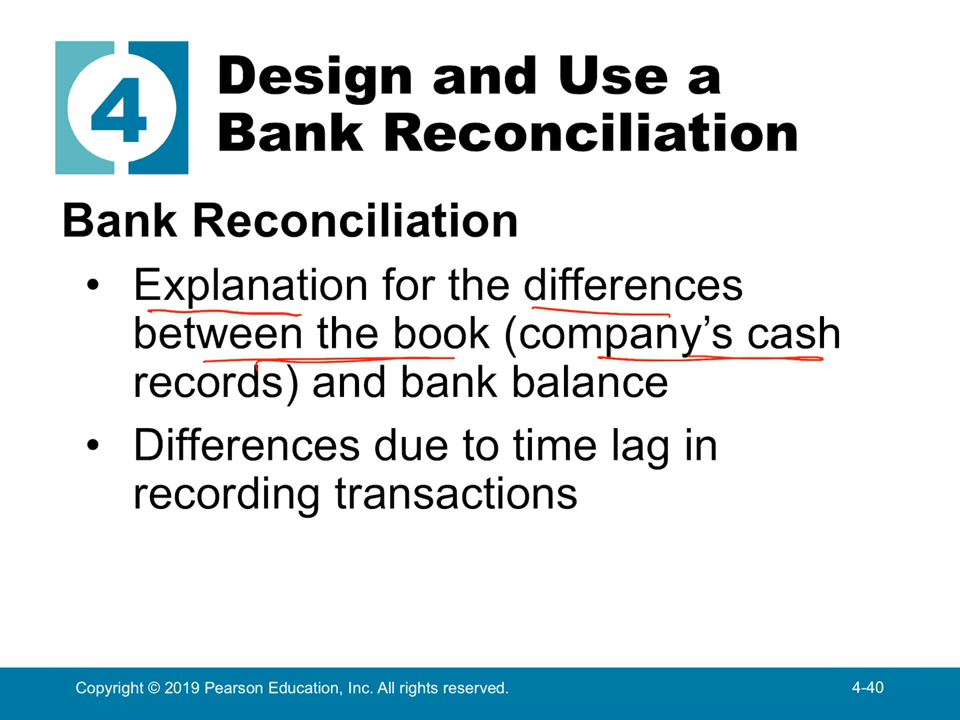 4
Design and Use a
Bank Reconciliation
Bank Reconciliation
• Explanation for the differences
between the book (company’s cash
records) and bank balance
• Differences due to time lag in
recording transactions
Copyright © 2019 Pearson Education, Inc. All rights reserved.
4-40